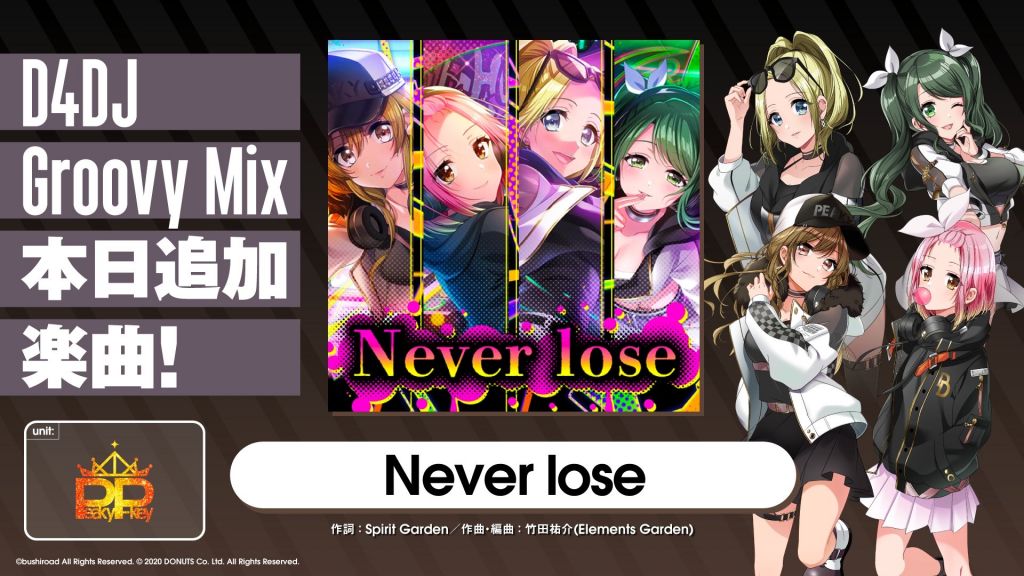 D4DJ
Groovy Mix
本日追加
楽曲!
Never lose
unit:
Peaky P-key
Never lose
作詞：Spirit Garden／作曲・編曲：竹田祐介(Elements Garden)
©bushiroad All Rights Reserved. © 2020 DONUTS Co. Ltd. All Rights Reserved.